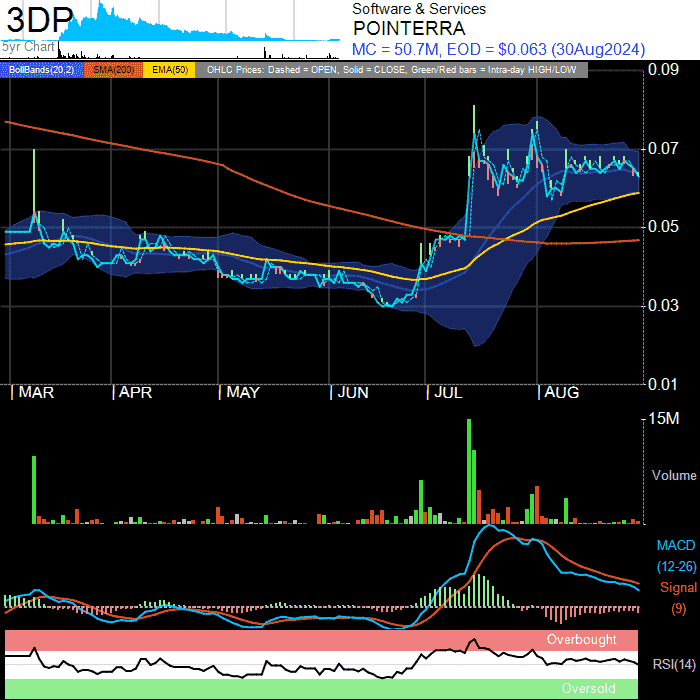 3DP
5yr Chart
Software & Services
POINTERRA
MC = 50.7M, EOD = $0.063 (30Aug2024)
BollBands(20,2) SMA(200) EMA(50) OHLC Prices: Dashed = OPEN, Solid = CLOSE, Green/Red bars = Intra-day HIGH/LOW
0.09
0.07
0.05
0.03
0.01
MAR APR MAY JUN JUL AUG
15M
Volume
MACD
(12-26)
Signal
(9)
Overbought
RSI(14)
Oversold